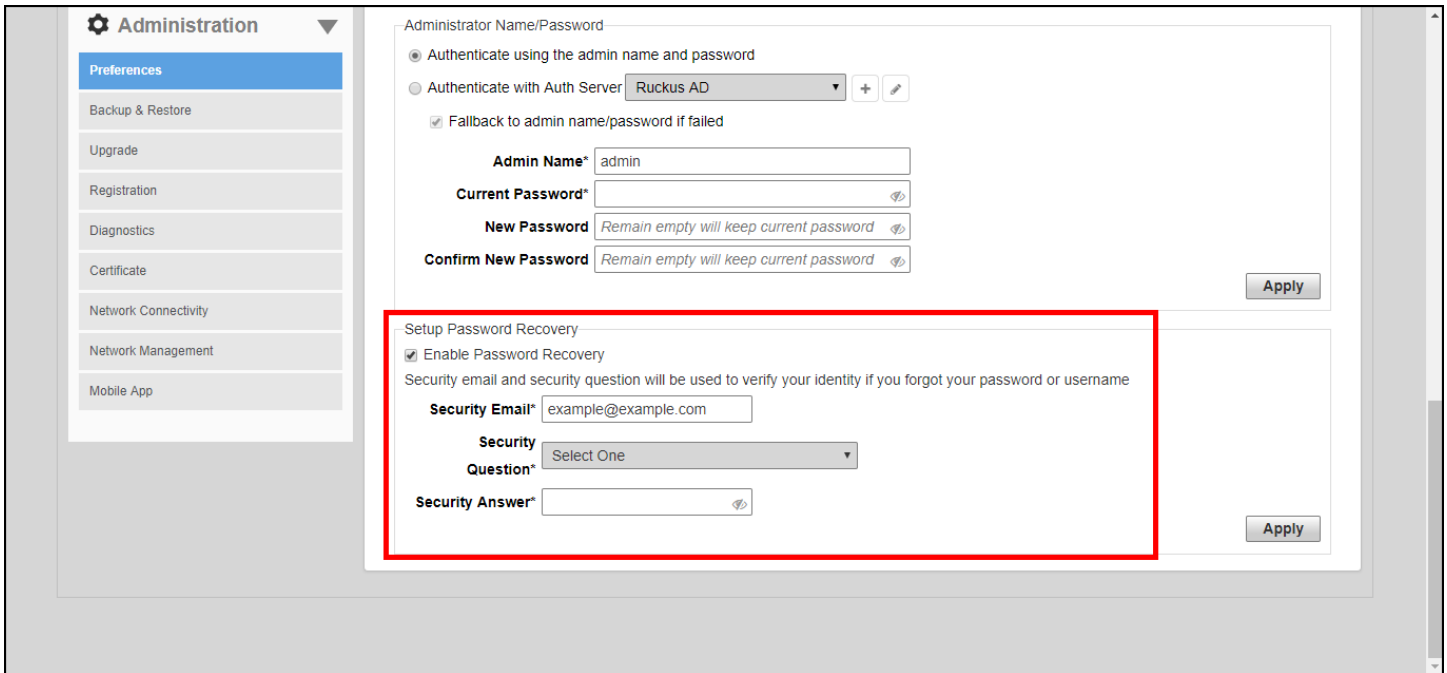 Administration
Preferences
Backup & Restore
Upgrade
Registration
Diagnostics
Certificate
Network Connectivity
Network Management
Mobile App
Administrator Name/Password
Authenticate using the admin name and password
Authenticate with Auth Server Ruckus AD
Fallback to admin name/password if failed
Admin Name* admin
Current Password*
New Password Remain empty will keep current password
Confirm New Password Remain empty will keep current password
Apply
Setup Password Recovery
Enable Password Recovery
Security email and security question will be used to verify your identity if you forgot your password or username
Security Email* example@example.com
Security
Question* Select One
Security Answer*
Apply